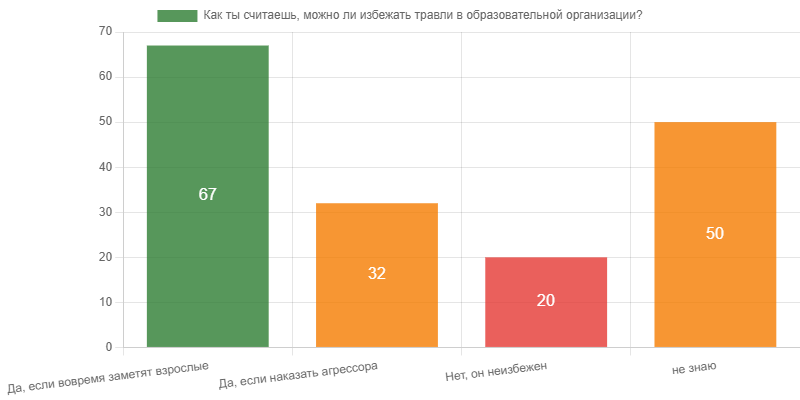 Как ты считаешь, можно ли избежать травли в образовательной организации?
70
60
50
40
30
20
10
0
67
32
20
50
Да, если вовремя заметят взрослые
Да, если наказать агрессора
Нет, он неизбежен
не знаю